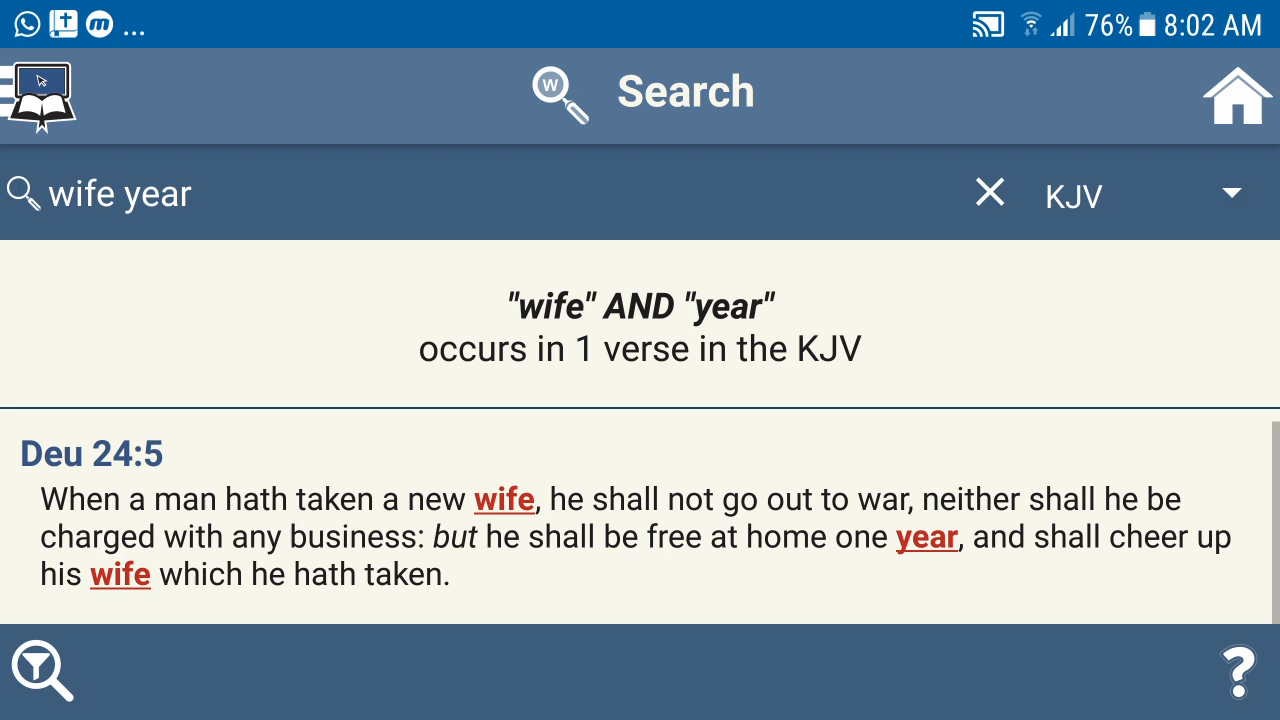 ... 76% 8:02 AM
W Search
wife year KJV
"wife" AND "year"
occurs in 1 verse in the KJV
Deu 24:5
When a man hath taken a new wife, he shall not go out to war, neither shall he be
charged with any business: but he shall be free at home one year, and shall cheer up
his wife which he hath taken.